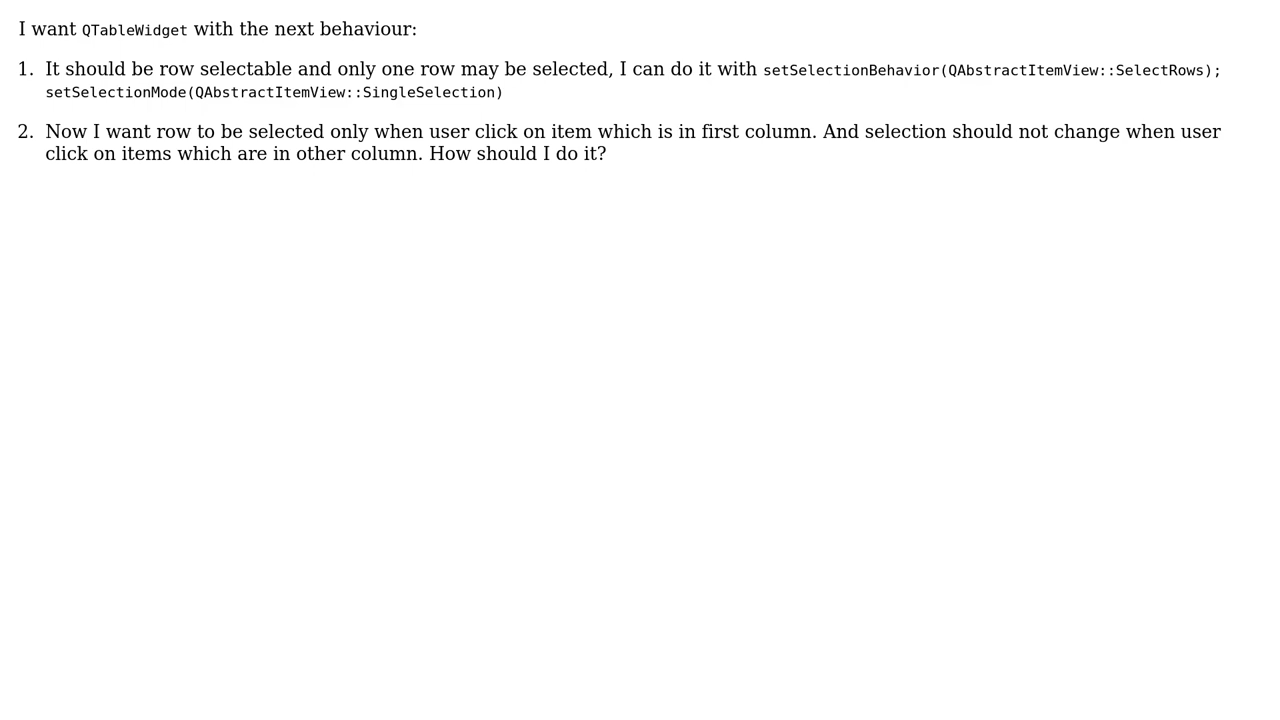 I want QTableWidget with the next behaviour:
1. It should be row selectable and only one row may be selected, I can do it with setSelectionBehavior(QAbstractItemView::SelectRows);
setSelectionMode(QAbstractItemView::SingleSelection)
2. Now I want row to be selected only when user click on item which is in first column. And selection should not change when user
click on items which are in other column. How should I do it?